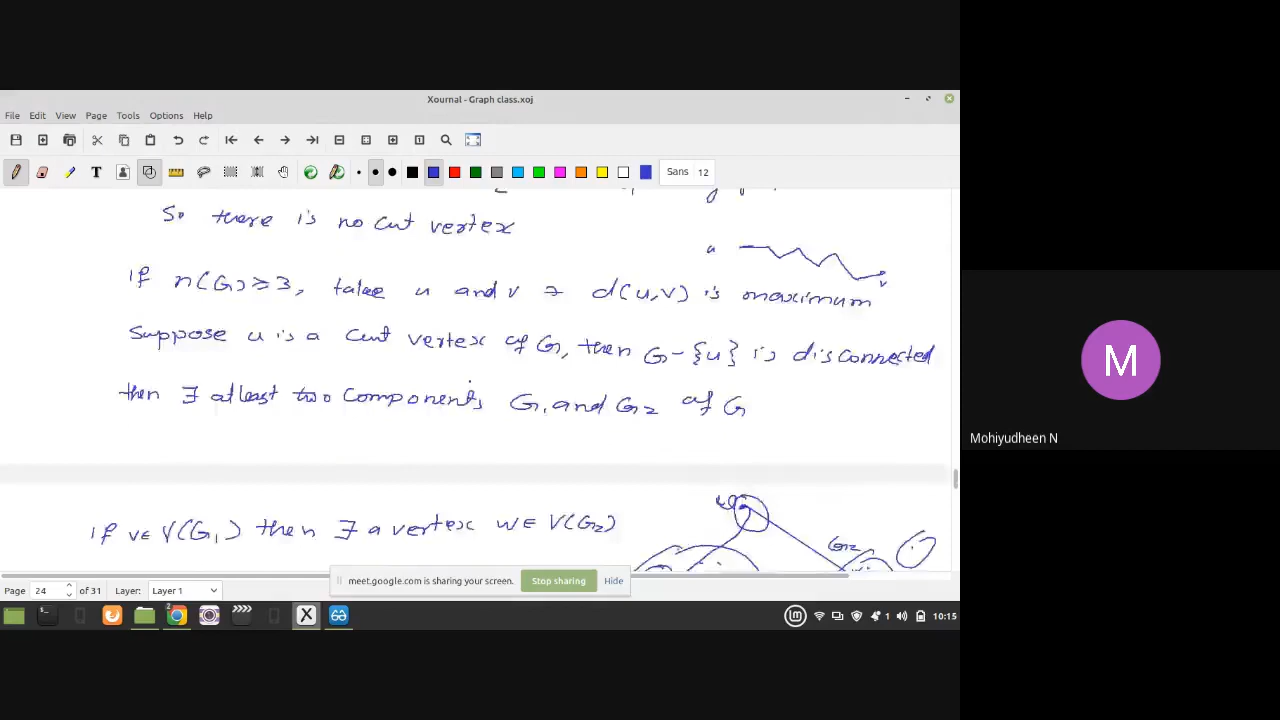 Xournal - Graph class.xoj
File Edit View Page Tools Options Help
Sans 12
So there is no cut vertex
u
v
if n(G) ≥ 3, take u and v ∋ d(u,v) is maximum
Suppose u is a cut vertex of G, then G - {u} is disconnected
then ∃ atleast two components G1 and G2 of G
if v ∈ V(G1) then ∃ a vertex w ∈ V(G2)
G2
meet.google.com is sharing your screen. Stop sharing Hide
Page 24 of 31 Layer: Layer 1
X 1 10:15
M
Mohiyudheen N